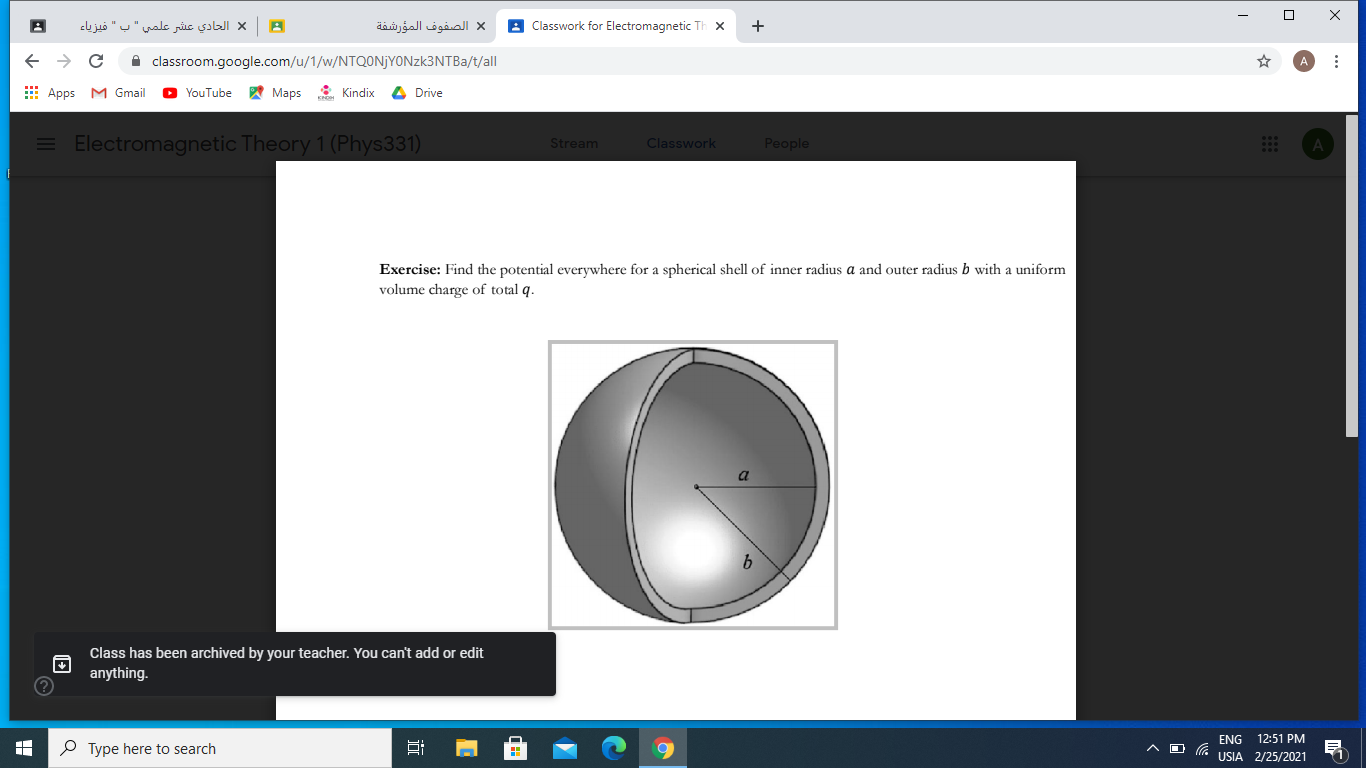 الحادي عشر علمي " ب " فيزياء
الصفوف المؤرشفة
Classwork for Electromagnetic Th
classroom.google.com/u/1/w/NTQ0NjY0Nzk3NTBa/t/all
A
Apps Gmail YouTube Maps Kindix Drive
Electromagnetic Theory 1 (Phys331) Stream Classwork People A
Exercise: Find the potential everywhere for a spherical shell of inner radius a and outer radius b with a uniform
volume charge of total q.
a
b
Class has been archived by your teacher. You can't add or edit
anything.
?
Type here to search
ENG 12:51 PM
USIA 2/25/2021
1